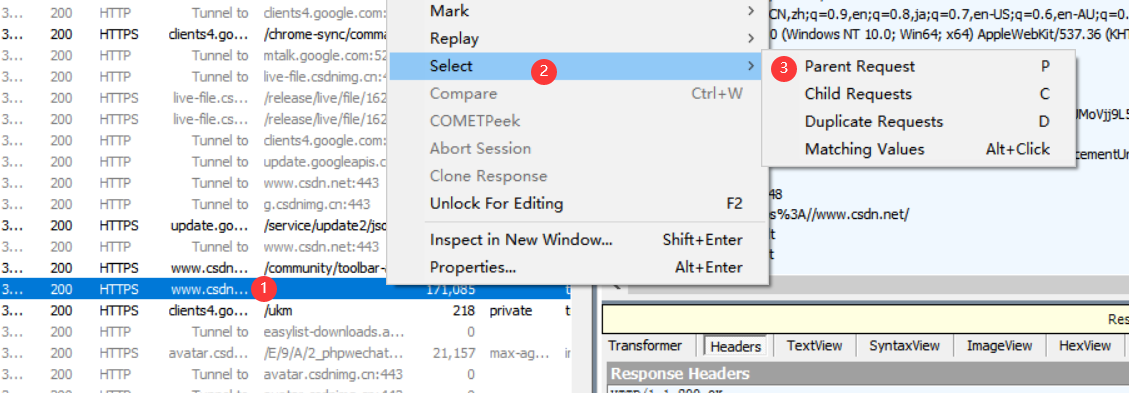 3... 200 HTTP Tunnel to clients4.google.com:
3... 200 HTTPS clients4.go... /chrome-sync/comma
3... 200 HTTP Tunnel to mtalk.google.com:52
3... 200 HTTP Tunnel to live-file.csdnimg.cn:4
3... 200 HTTPS live-file.cs... /release/live/file/162
3... 200 HTTPS live-file.cs... /release/live/file/162
3... 200 HTTP Tunnel to clients4.google.com:
3... 200 HTTP Tunnel to update.googleapis.c
3... 200 HTTP Tunnel to www.csdn.net:443
3... 200 HTTP Tunnel to g.csdnimg.cn:443
3... 200 HTTPS update.go... /service/update2/jso
3... 200 HTTP Tunnel to www.csdn.net:443
3... 200 HTTPS www.csdn... /community/toolbar-
3... 200 HTTPS www.csdn... 1 171,085
3... 200 HTTPS clients4.go... /ukm 218 private
3... 200 HTTP Tunnel to easylist-downloads.a... 0
3... 200 HTTPS avatar.csd... /E/9/A/2_phpwechat... 21,157 max-ag...
3... 200 HTTP Tunnel to avatar.csdnimg.cn:443 0
Mark
Replay
Select 2
Compare Ctrl+W
COMETPeek
Abort Session
Clone Response
Unlock For Editing F2
Inspect in New Window... Shift+Enter
Properties... Alt+Enter
3 Parent Request P
Child Requests C
Duplicate Requests D
Matching Values Alt+Click
CN,zh;q=0.9,en;q=0.8,ja;q=0.7,en-US;q=0.6,en-AU;q=0.
0 (Windows NT 10.0; Win64; x64) AppleWebKit/537.36 (KHT
MoVjj9L5
cementUr
48
s%3A//www.csdn.net/
Res
Transformer Headers TextView SyntaxView ImageView HexView
Response Headers